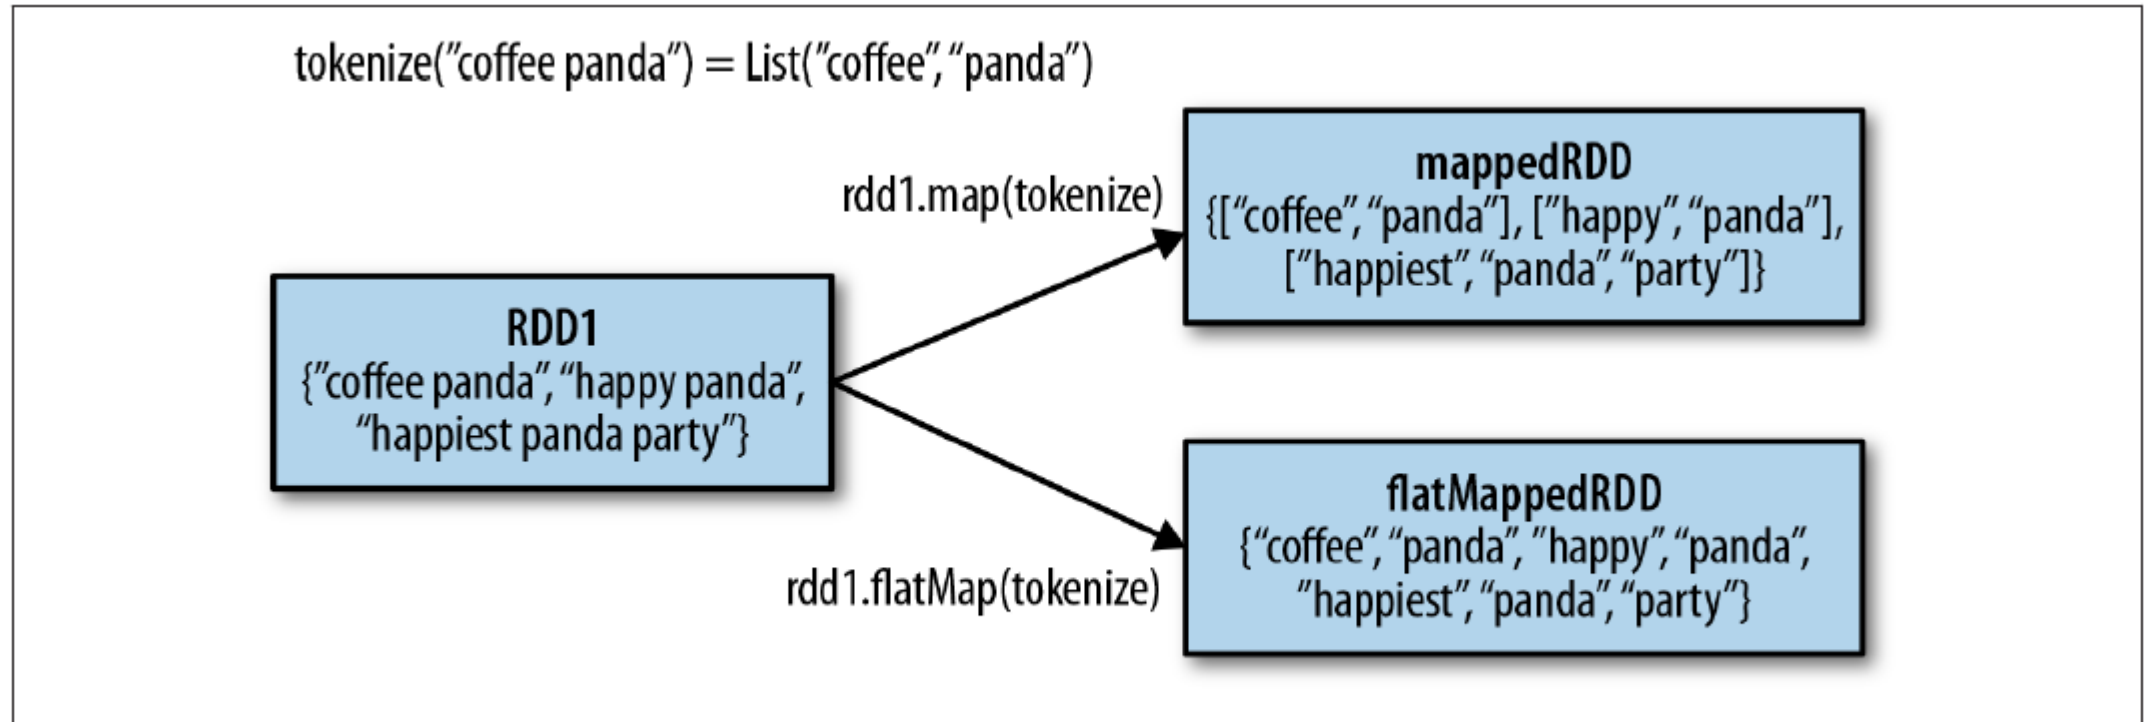 tokenize(”coffee panda”) = List(”coffee”, “panda”)
rdd1.map(tokenize)
mappedRDD
{[“coffee”, “panda”], [”happy”, “panda”],
[”happiest”, “panda”, “party”]}
RDD1
{”coffee panda”, “happy panda”,
“happiest panda party”}
rdd1.flatMap(tokenize)
flatMappedRDD
{“coffee”, “panda”, ”happy”, “panda”,
”happiest”, “panda”, “party”}